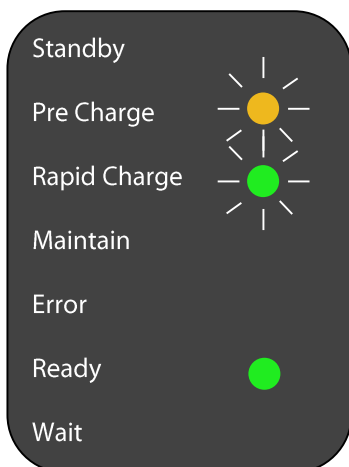 Standby
Pre Charge
Rapid Charge
Maintain
Error
Ready
Wait